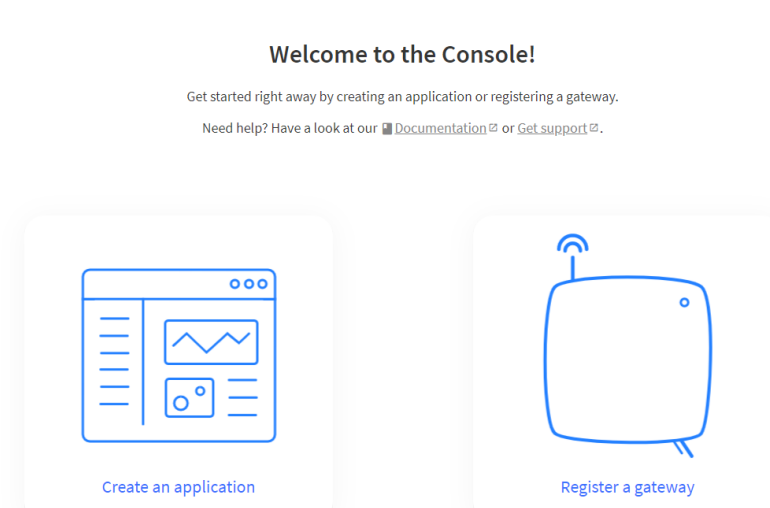 Welcome to the Console!
Get started right away by creating an application or registering a gateway.
Need help? Have a look at our Documentation or Get support.
Create an application
Register a gateway